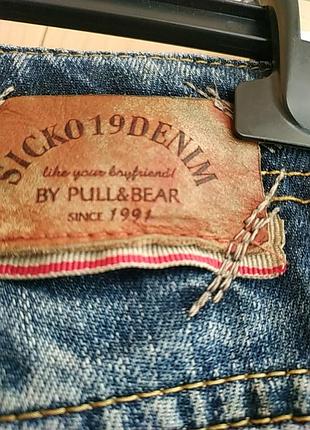 SICKO19DENIM
like your boyfriend!
BY PULL&BEAR
SINCE 1991